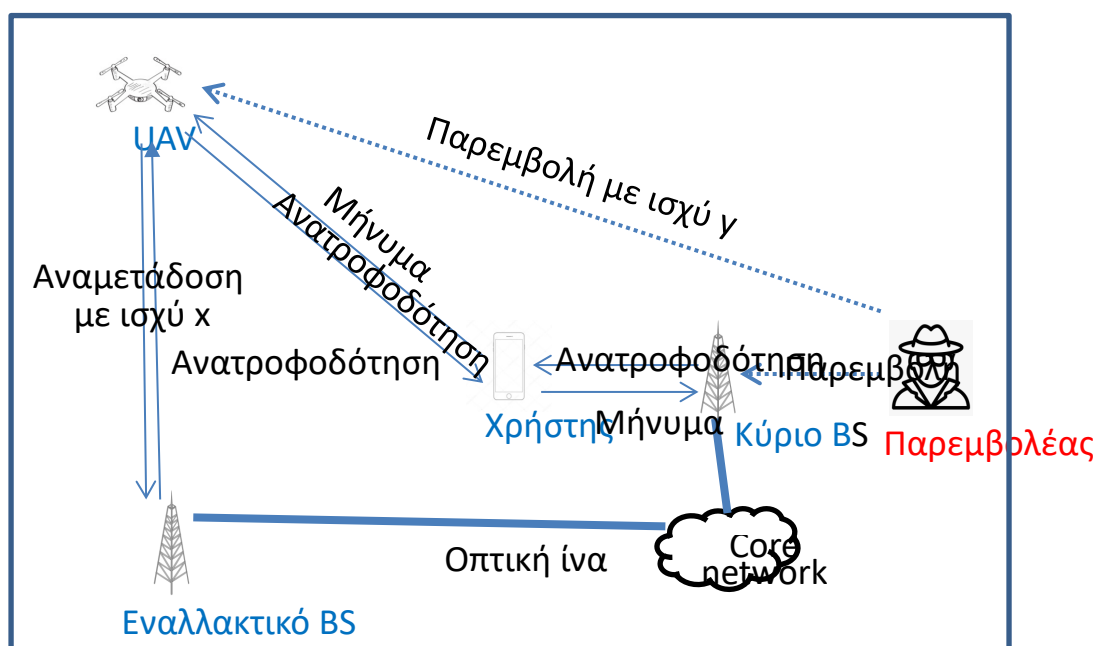 UAV
Παρεμβολή με ισχύ y
Μήνυμα
Ανατροφοδότηση
Αναμετάδοση
με ισχύ x
Ανατροφοδότηση
Ανατροφοδότηση
Παρεμβολή
Χρήστης
Μήνυμα
Κύριο BS
Παρεμβολέας
Οπτική ίνα
Core
network
Εναλλακτικό BS